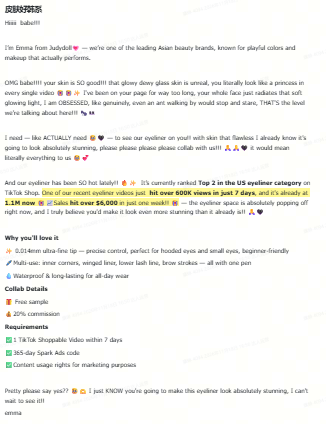 皮肤好韩系
Hiiiii babe!!!
I'm Emma from Judydoll💗 — we're one of the leading Asian beauty brands, known for playful colors and
makeup that actually performs.
OMG babe!!!! your skin is SO good!!! that glowy dewy glass skin is unreal, you literally look like a princess in
every single video 😭😭✨ I've been on your page for way too long, your whole face just radiates that soft
glowing light, I am OBSESSED, like genuinely, even an ant walking by would stop and stare, THAT'S the level
we're talking about here!!! 🐜👀
I need — like ACTUALLY need 😭🖤 — to see our eyeliner on you!! with skin that flawless I already know it's
going to look absolutely stunning, please please please please collab with us!!! 🙏🙏🖤 it would mean
literally everything to us 😭💕
And our eyeliner has been SO hot lately!! 🔥✨ It's currently ranked Top 2 in the US eyeliner category on
TikTok Shop. One of our recent eyeliner videos just hit over 600K views in just 7 days, and it's already at
1.1M now 😭📈Sales hit over $6,000 in just one week!! 😭 — the eyeliner space is absolutely popping off
right now, and I truly believe you'd make it look even more stunning than it already is!! 🙏🖤
Why you'll love it
✨ 0.014mm ultra-fine tip — precise control, perfect for hooded eyes and small eyes, beginner-friendly
🖊️Multi-use: inner corners, winged liner, lower lash line, brow strokes — all with one pen
💧Waterproof & long-lasting for all-day wear
Collab Details
🎁 Free sample
💰20% commission
Requirements
✅1 TikTok Shoppable Video within 7 days
✅365-day Spark Ads code
✅Content usage rights for marketing purposes
Pretty please say yes?? 🥺🫶 I just KNOW you're going to make this eyeliner look absolutely stunning, I can't
wait to see it!!
emma